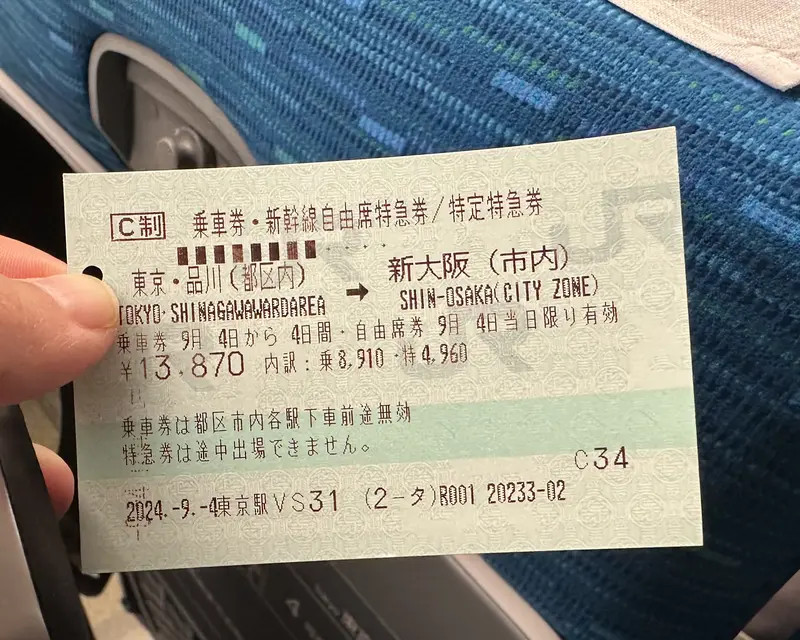 C制 乗車券・新幹線自由席特急券/特定特急券
東京・品川(都区内) → 新大阪(市内)
TOKYO・SHINAGAWAWARDAREA SHIN-OSAKA(CITY ZONE)
乗車券 9月 4日から 4日間・自由席券 9月 4日当日限り有効
¥13,870 内訳:乗8,910・特4,960
乗車券は都区市内各駅下車前途無効
特急券は途中出場できません。
C34
2024.-9.-4東京駅VS31 (2-タ)R001 20233-02
JR